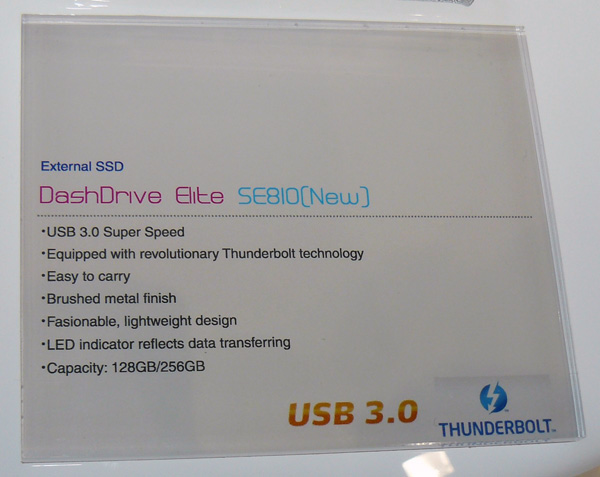 External SSD
DashDrive Elite SE810(New)
•USB 3.0 Super Speed
•Equipped with revolutionary Thunderbolt technology
•Easy to carry
•Brushed metal finish
•Fasionable, lightweight design
•LED indicator reflects data transferring
•Capacity: 128GB/256GB
USB 3.0
THUNDERBOLT™